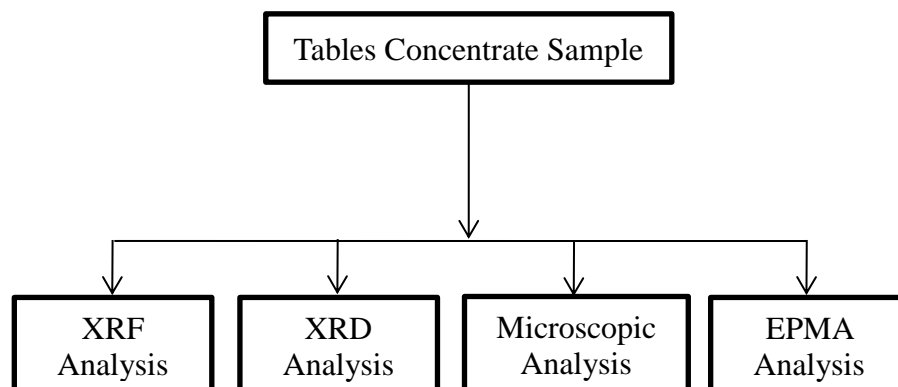 Tables Concentrate Sample
XRF
Analysis
XRD
Analysis
Microscopic
Analysis
EPMA
Analysis